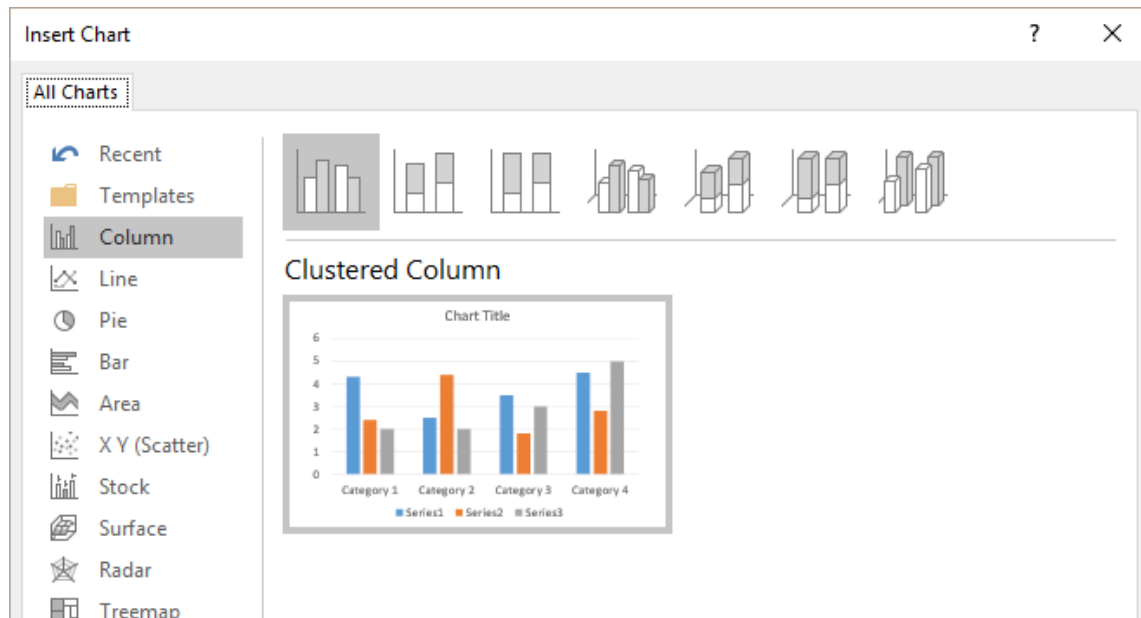 Insert Chart
?
All Charts
Recent
Templates
Column
Line
Pie
Bar
Area
X Y (Scatter)
Stock
Surface
Radar
Treemap
Clustered Column
Chart Title
6
5
4
3
2
1
0
Category 1 Category 2 Category 3 Category 4
Series1 Series2 Series3